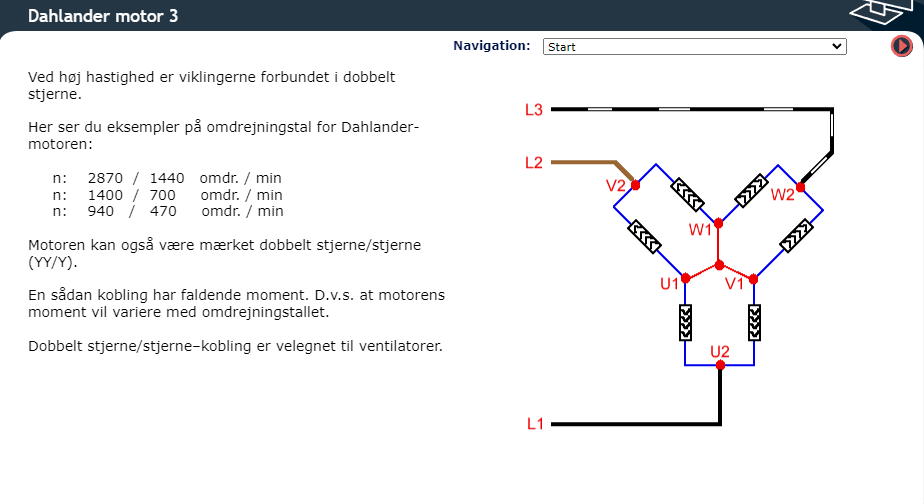 Dahlander motor 3
Navigation: Start
Ved høj hastighed er viklingerne forbundet i dobbelt
stjerne.
Her ser du eksempler på omdrejningstal for Dahlander-
motoren:
n: 2870 / 1440 omdr. / min
n: 1400 / 700 omdr. / min
n: 940 / 470 omdr. / min
Motoren kan også være mærket dobbelt stjerne/stjerne
(YY/Y).
En sådan kobling har faldende moment. D.v.s. at motorens
moment vil variere med omdrejningstallet.
Dobbelt stjerne/stjerne–kobling er velegnet til ventilatorer.
L3
L2
V2
W2
W1
U1
V1
U2
L1